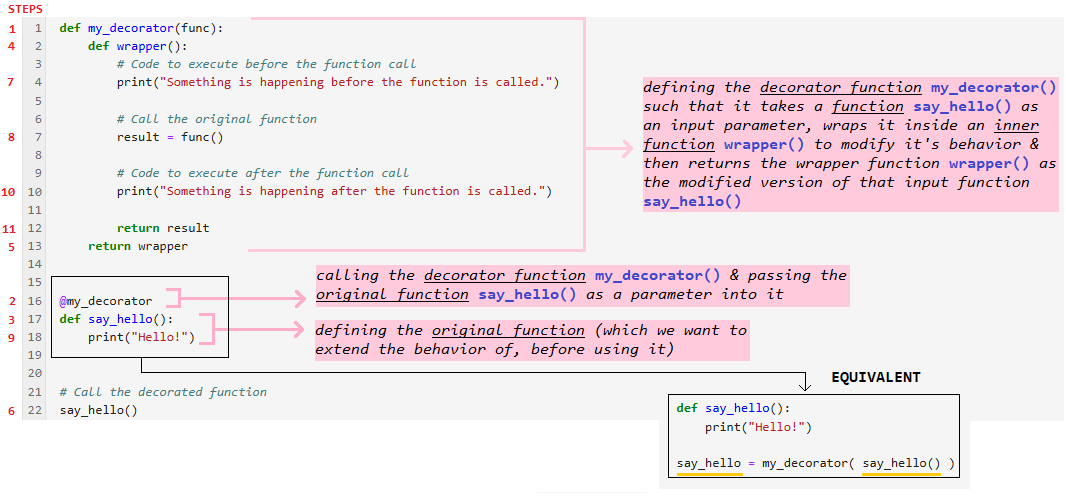 STEPS
1 1 def my_decorator(func):
4 2 def wrapper():
3 # Code to execute before the function call
7 4 print("Something is happening before the function is called.")
5
6 # Call the original function
8 7 result = func()
8
9 # Code to execute after the function call
10 10 print("Something is happening after the function is called.")
11
11 12 return result
5 13 return wrapper
14
15
2 16 @my_decorator
3 17 def say_hello():
9 18 print("Hello!")
19
20
21 # Call the decorated function
6 22 say_hello()
defining the decorator function my_decorator()
such that it takes a function say_hello() as
an input parameter, wraps it inside an inner
function wrapper() to modify it's behavior &
then returns the wrapper function wrapper() as
the modified version of that input function
say_hello()
calling the decorator function my_decorator() & passing the
original function say_hello() as a parameter into it
defining the original function (which we want to
extend the behavior of, before using it)
EQUIVALENT
def say_hello():
print("Hello!")
say_hello = my_decorator( say_hello() )